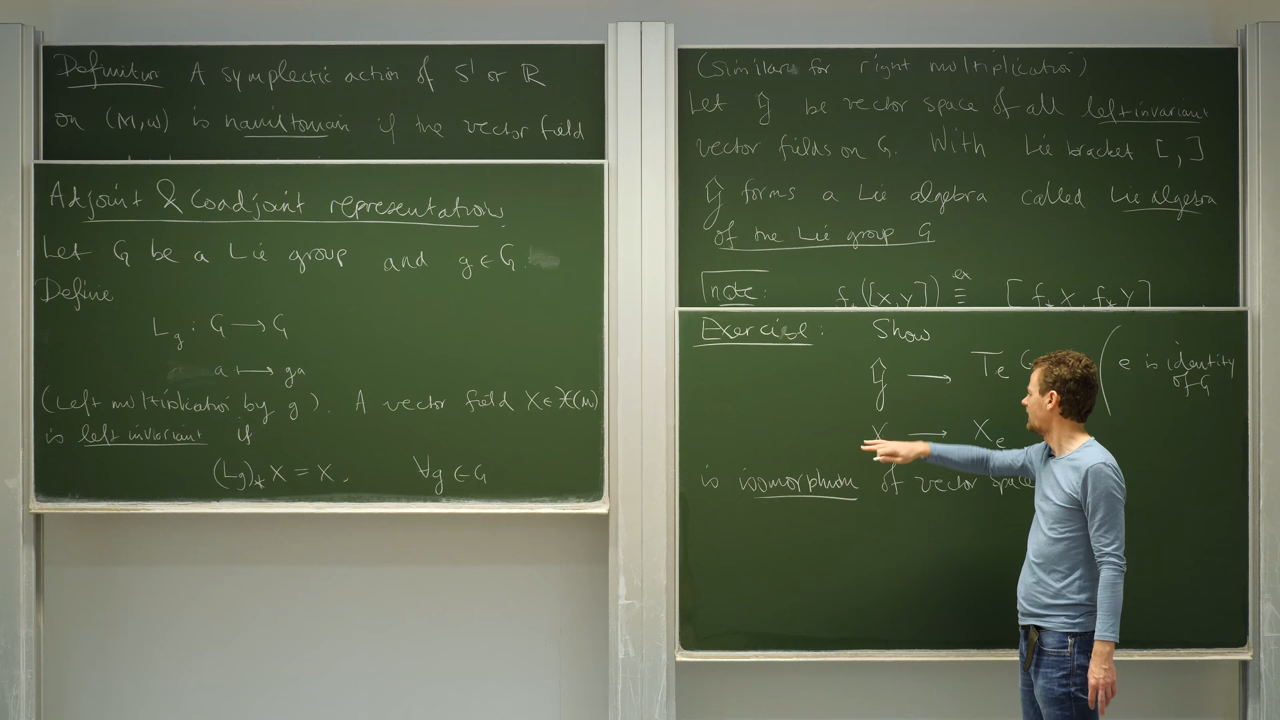 Definition A symplectic action of S¹ or ℝ
on (M,ω) is hamiltonian if the vector field
Adjoint & Coadjoint representations
Let G be a Lie group and g ∈ G.
Define
L_g : G ⟶ G
a ⟼ ga
(Left multiplication by g). A vector field X ∈ 𝔛(M)
is left invariant if
(L_g)_* X = X, ∀g ∈ G
(Similar for right multiplication)
Let 𝔤 be vector space of all left invariant
vector fields on G. With Lie bracket [,]
𝔤 forms a Lie algebra called Lie algebra
of the Lie group G
note: f_*([X,Y]) = [f_*X, f_*Y]
Exercise: Show
𝔤 ⟶ T_e G (e is identity
of G
X ⟶ X_e
is isomorphism of vector space